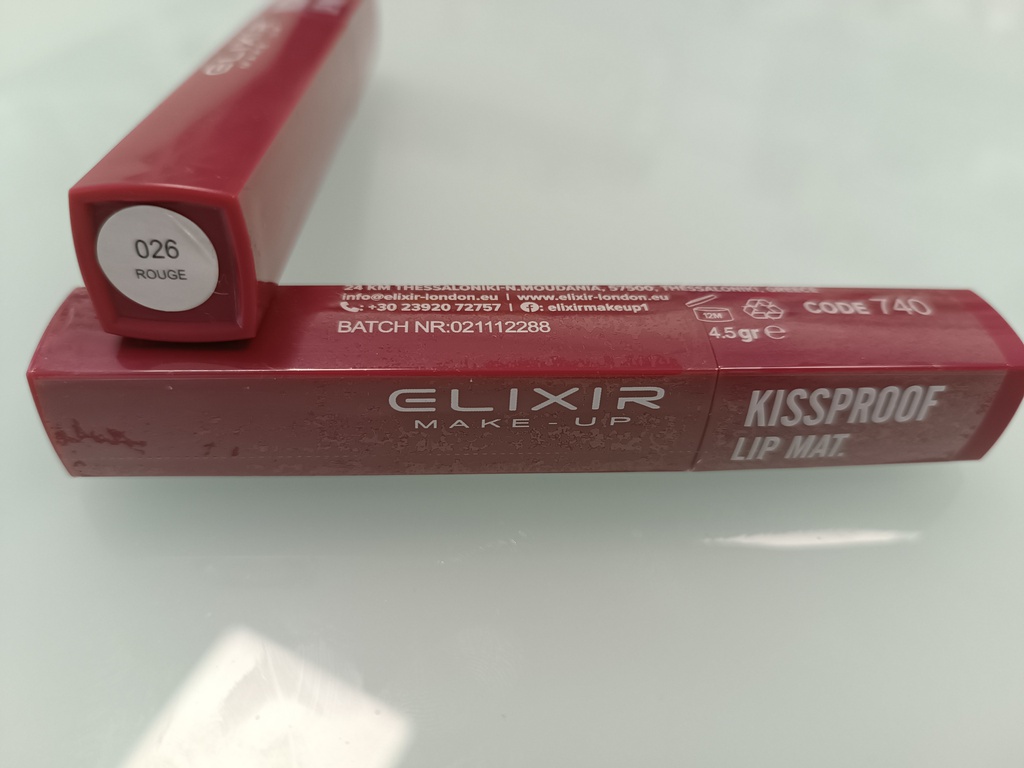 ELIXIR
026
ROUGE
24 KM THESSALONIKI-N.MOUDANIA, 57500, THESSALONIKI, GREECE
info@elixir-london.eu | www.elixir-london.eu
: +30 23920 72757 | : elixirmakeup1
BATCH NR:021112288
12M
4.5gr ℮
CODE 740
ELIXIR
MAKE-UP
KISSPROOF
LIP MAT.